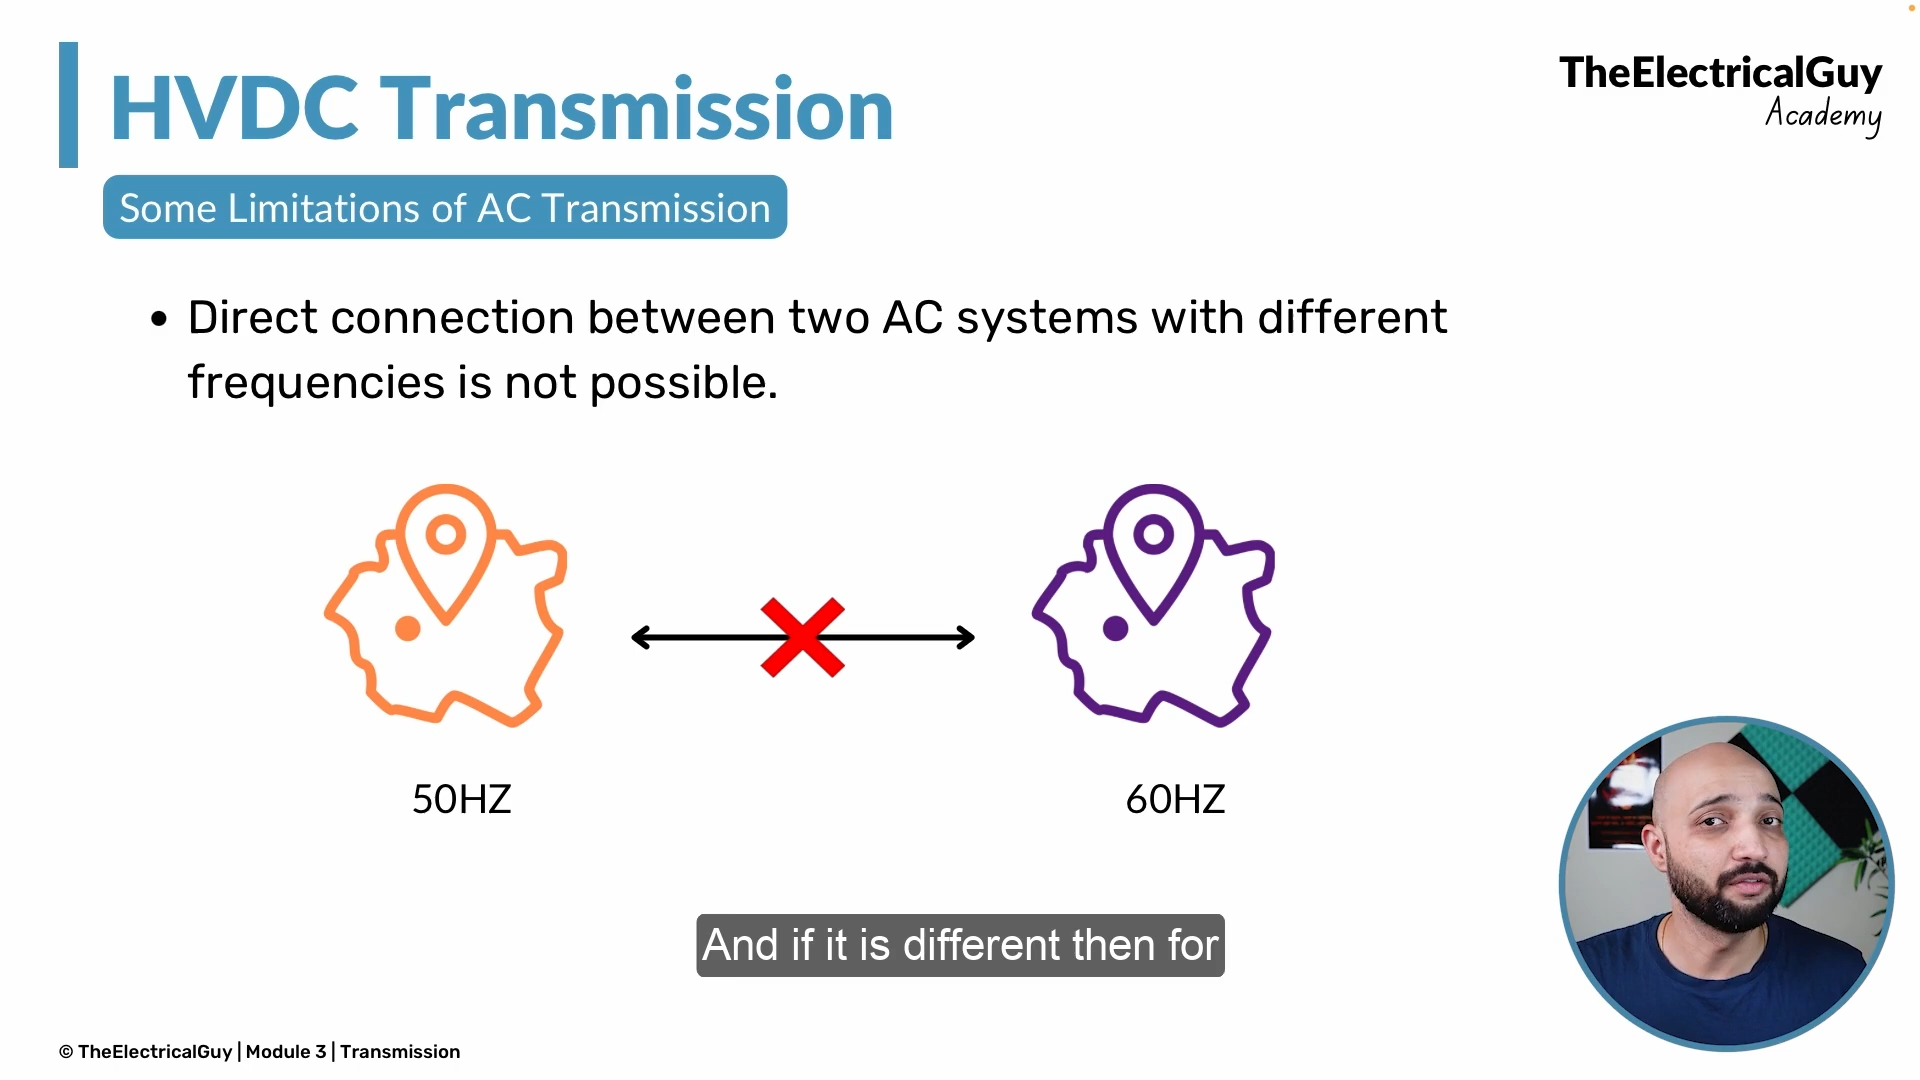 HVDC Transmission
TheElectricalGuy
Academy
Some Limitations of AC Transmission
• Direct connection between two AC systems with different
frequencies is not possible.
50HZ
60HZ
And if it is different then for
© TheElectricalGuy | Module 3 | Transmission